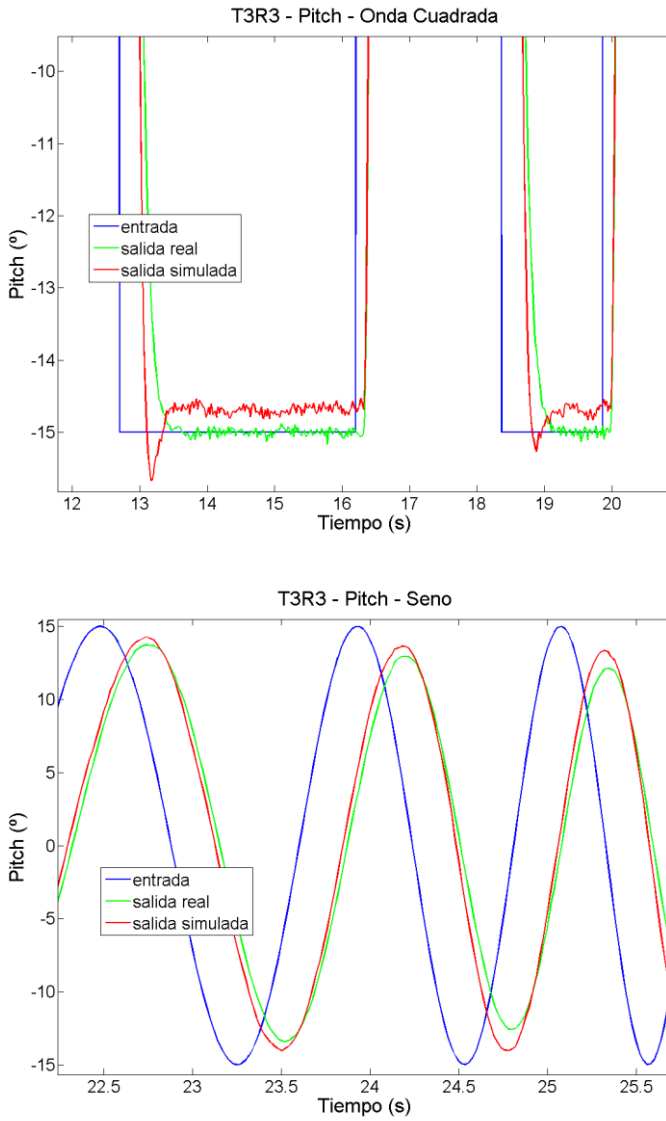 T3R3 - Pitch - Onda Cuadrada
-10
-11
-12
-13
-14
-15
Pitch (º)
entrada
salida real
salida simulada
12 13 14 15 16 17 18 19 20
Tiempo (s)
T3R3 - Pitch - Seno
15
10
5
0
-5
-10
-15
Pitch (º)
entrada
salida real
salida simulada
22.5 23 23.5 24 24.5 25 25.5
Tiempo (s)